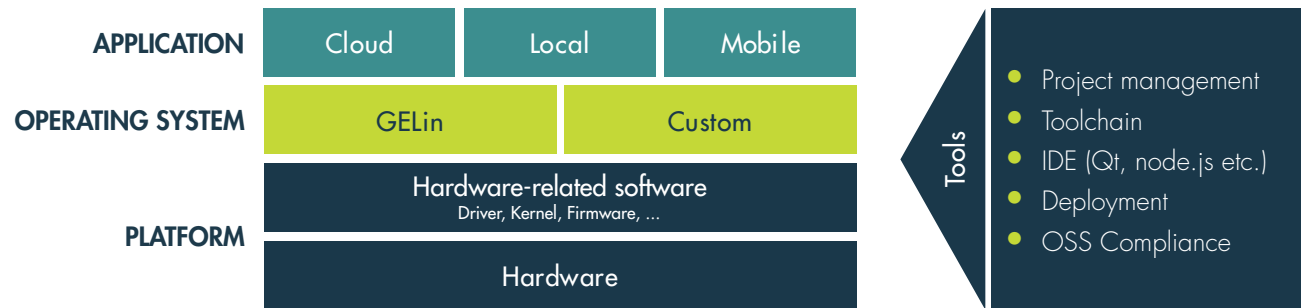 APPLICATION
Cloud
Local
Mobile
OPERATING SYSTEM
GELin
Custom
PLATFORM
Hardware-related software
Driver, Kernel, Firmware, ...
Hardware
Tools
Project management
Toolchain
IDE (Qt, node.js etc.)
Deployment
OSS Compliance